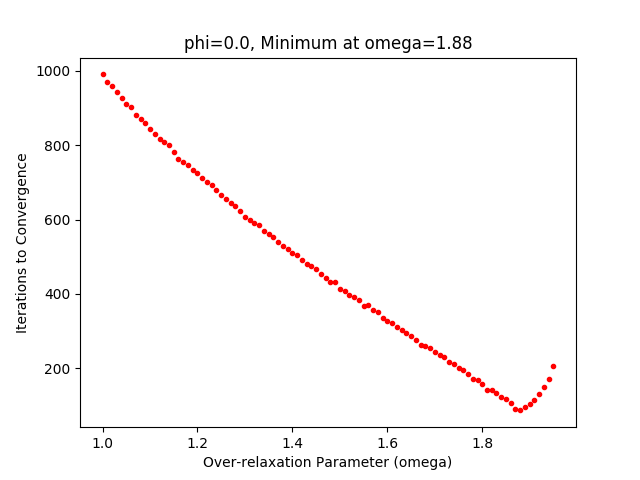 phi=0.0, Minimum at omega=1.88
Iterations to Convergence
1000
800
600
400
200
1.0 1.2 1.4 1.6 1.8
Over-relaxation Parameter (omega)